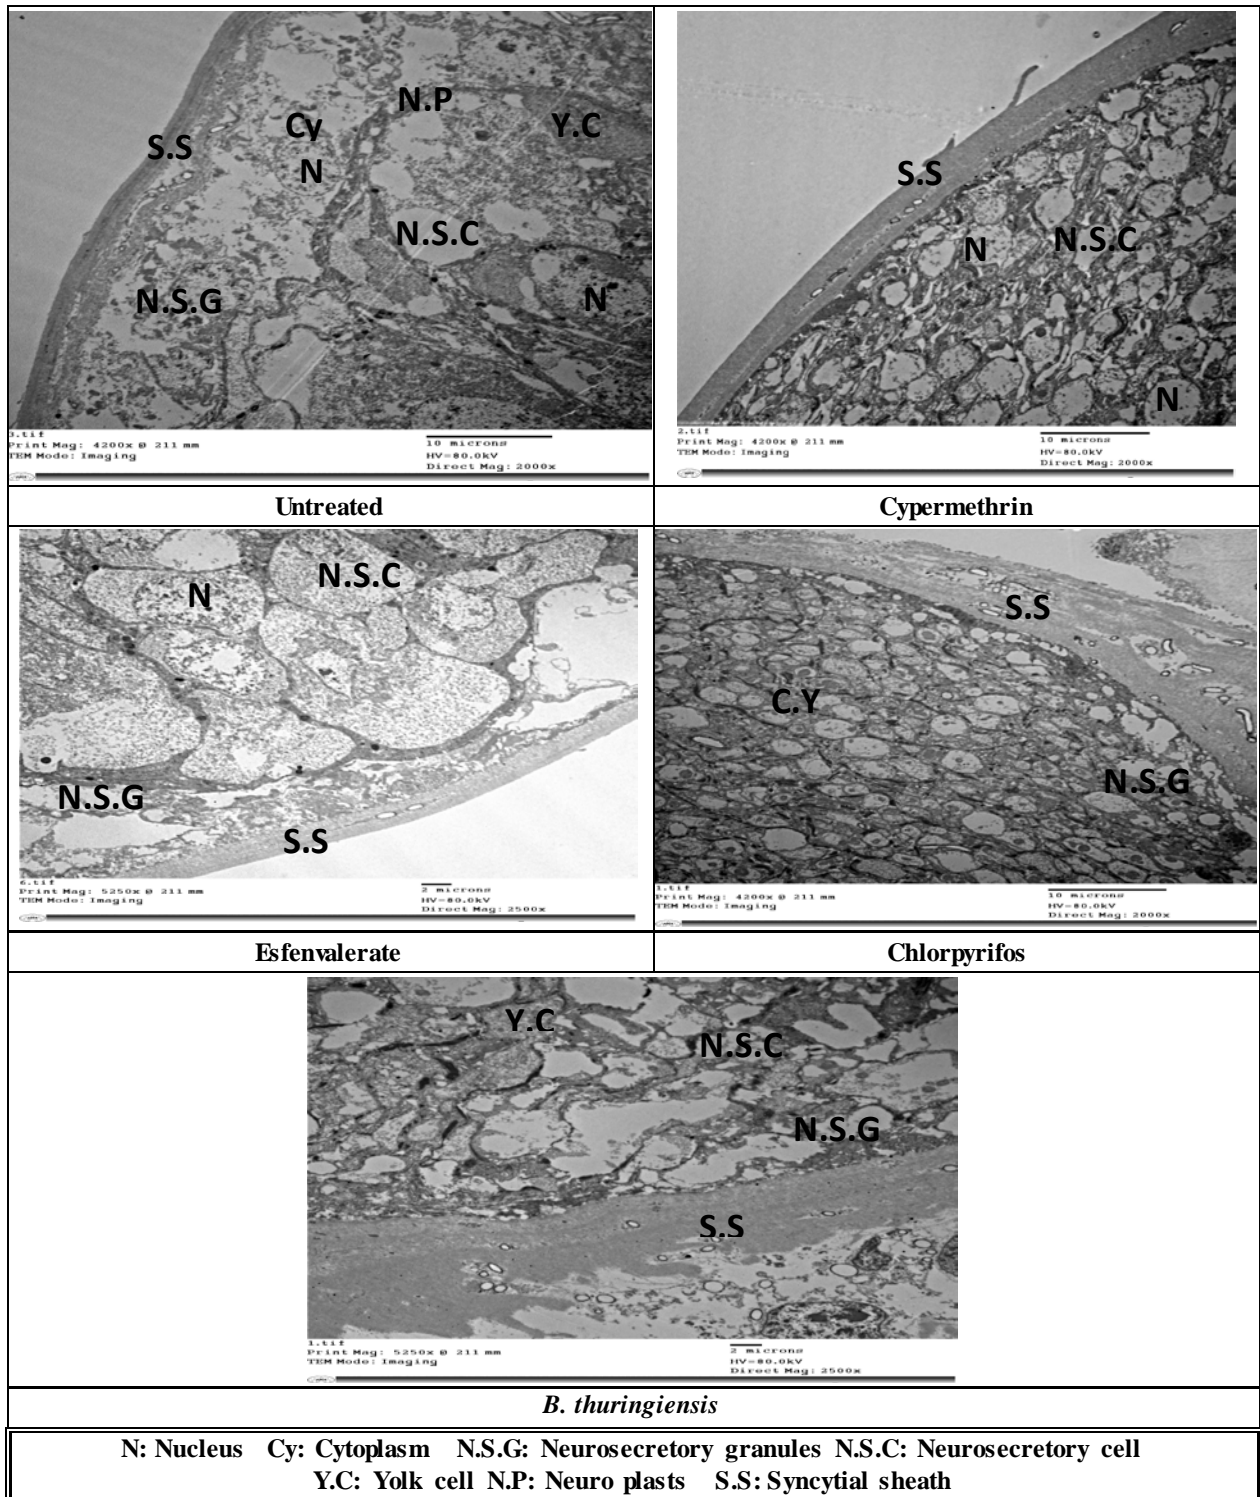 N.P
Cy
Y.C
S.S
N
N.S.C
N.S.G
N
3.tif
Print Mag: 4200x @ 211 mm
TEM Mode: Imaging
10 microns
HV=80.0kV
Direct Mag: 2000x
S.S
N
N.S.C
N
2.tif
Print Mag: 4200x @ 211 mm
TEM Mode: Imaging
10 microns
HV=80.0kV
Direct Mag: 2000x
Untreated
Cypermethrin
N.S.C
N
N.S.G
S.S
6.tif
Print Mag: 5250x @ 211 mm
TEM Mode: Imaging
2 microns
HV=80.0kV
Direct Mag: 2500x
S.S
C.Y
N.S.G
1.tif
Print Mag: 4200x @ 211 mm
TEM Mode: Imaging
10 microns
HV=80.0kV
Direct Mag: 2000x
Esfenvalerate
Chlorpyrifos
Y.C
N.S.C
N.S.G
S.S
1.tif
Print Mag: 5250x @ 211 mm
TEM Mode: Imaging
2 microns
HV=80.0kV
Direct Mag: 2500x
B. thuringiensis
N: Nucleus Cy: Cytoplasm N.S.G: Neurosecretory granules N.S.C: Neurosecretory cell
Y.C: Yolk cell N.P: Neuro plasts S.S: Syncytial sheath